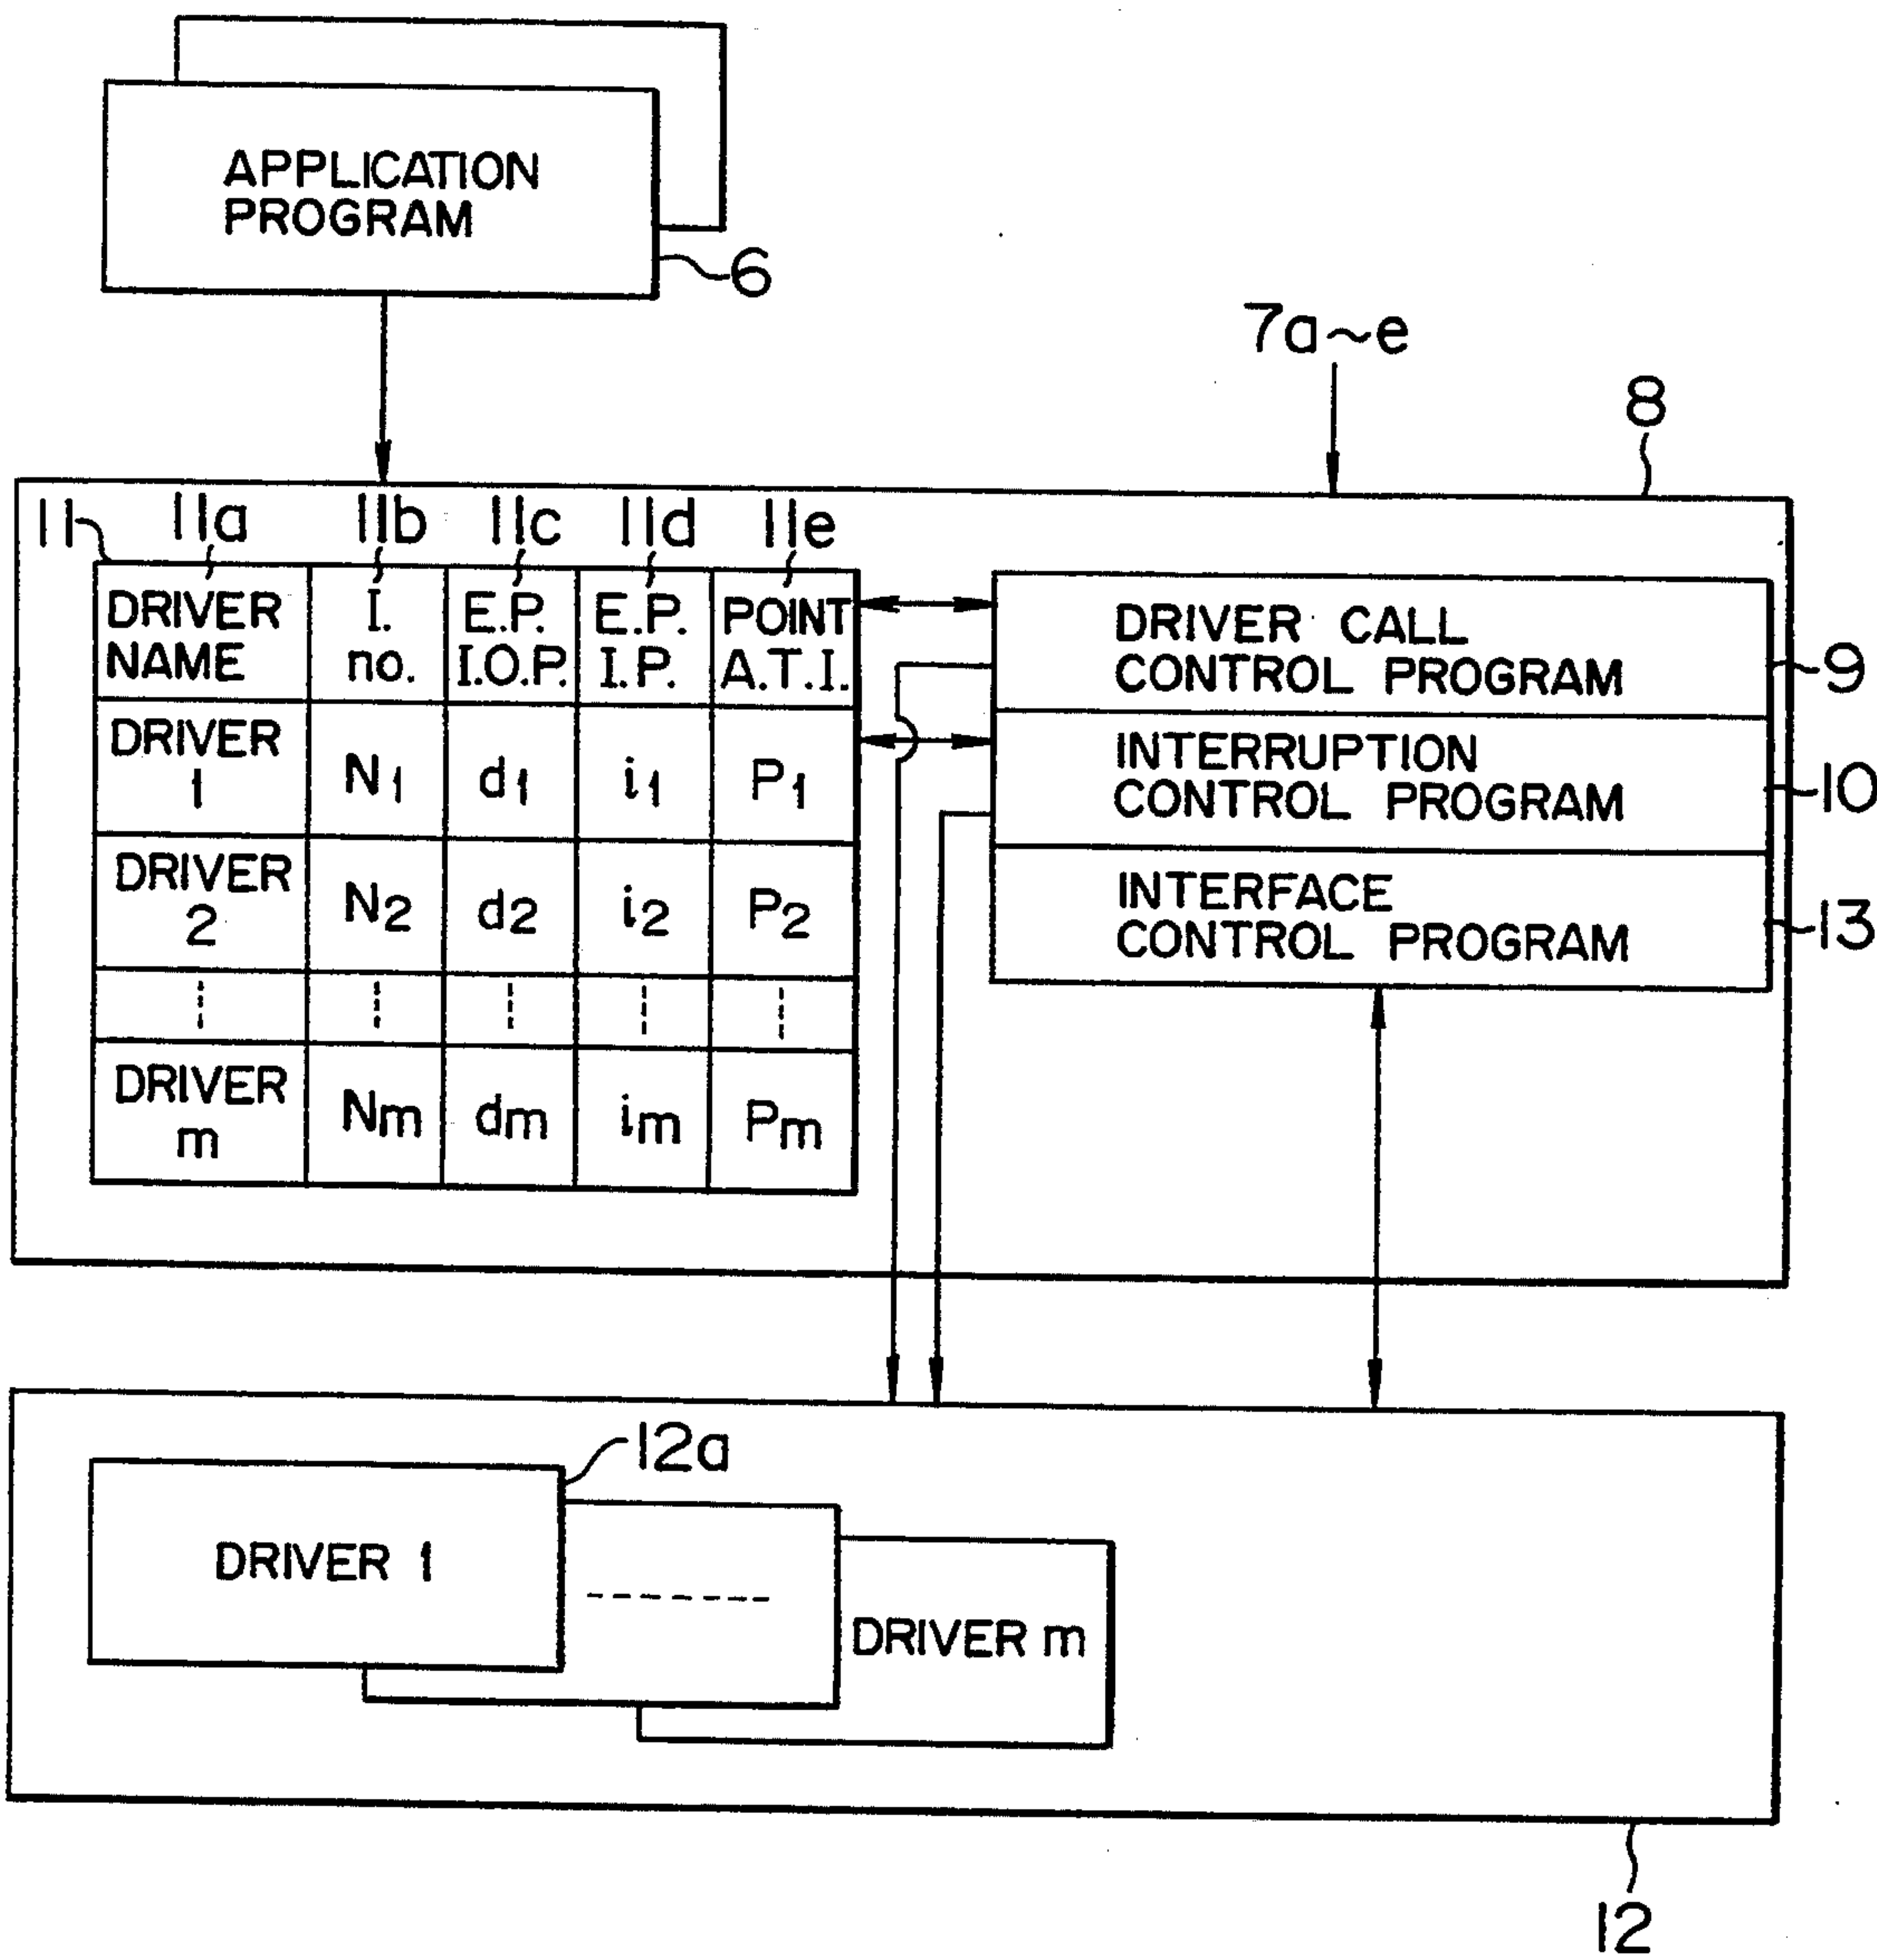 APPLICATION
PROGRAM
6
7a~e
8
11
11a
11b
11c
11d
11e
DRIVER
NAME
I.
no.
E.P.
I.O.P.
E.P.
I.P.
POINT
A.T.I.
DRIVER
1
N1
d1
i1
P1
DRIVER
2
N2
d2
i2
P2
DRIVER
m
Nm
dm
im
Pm
DRIVER CALL
CONTROL PROGRAM
9
INTERRUPTION
CONTROL PROGRAM
10
INTERFACE
CONTROL PROGRAM
13
12a
DRIVER 1
DRIVER m
12